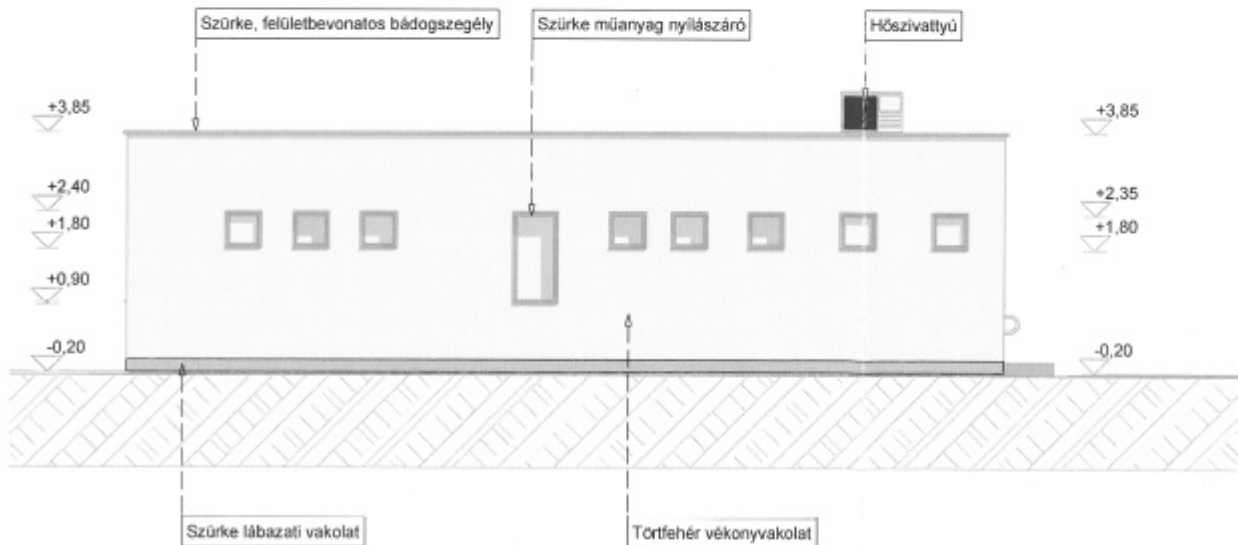 Szürke, felületbevonatos bádogszegély
Szürke műanyag nyílászáró
Hőszivattyú
+3,85
+3,85
+2,40
+2,35
+1,80
+1,80
+0,90
-0,20
-0,20
Szürke lábazati vakolat
Törtfehér vékonyvakolat